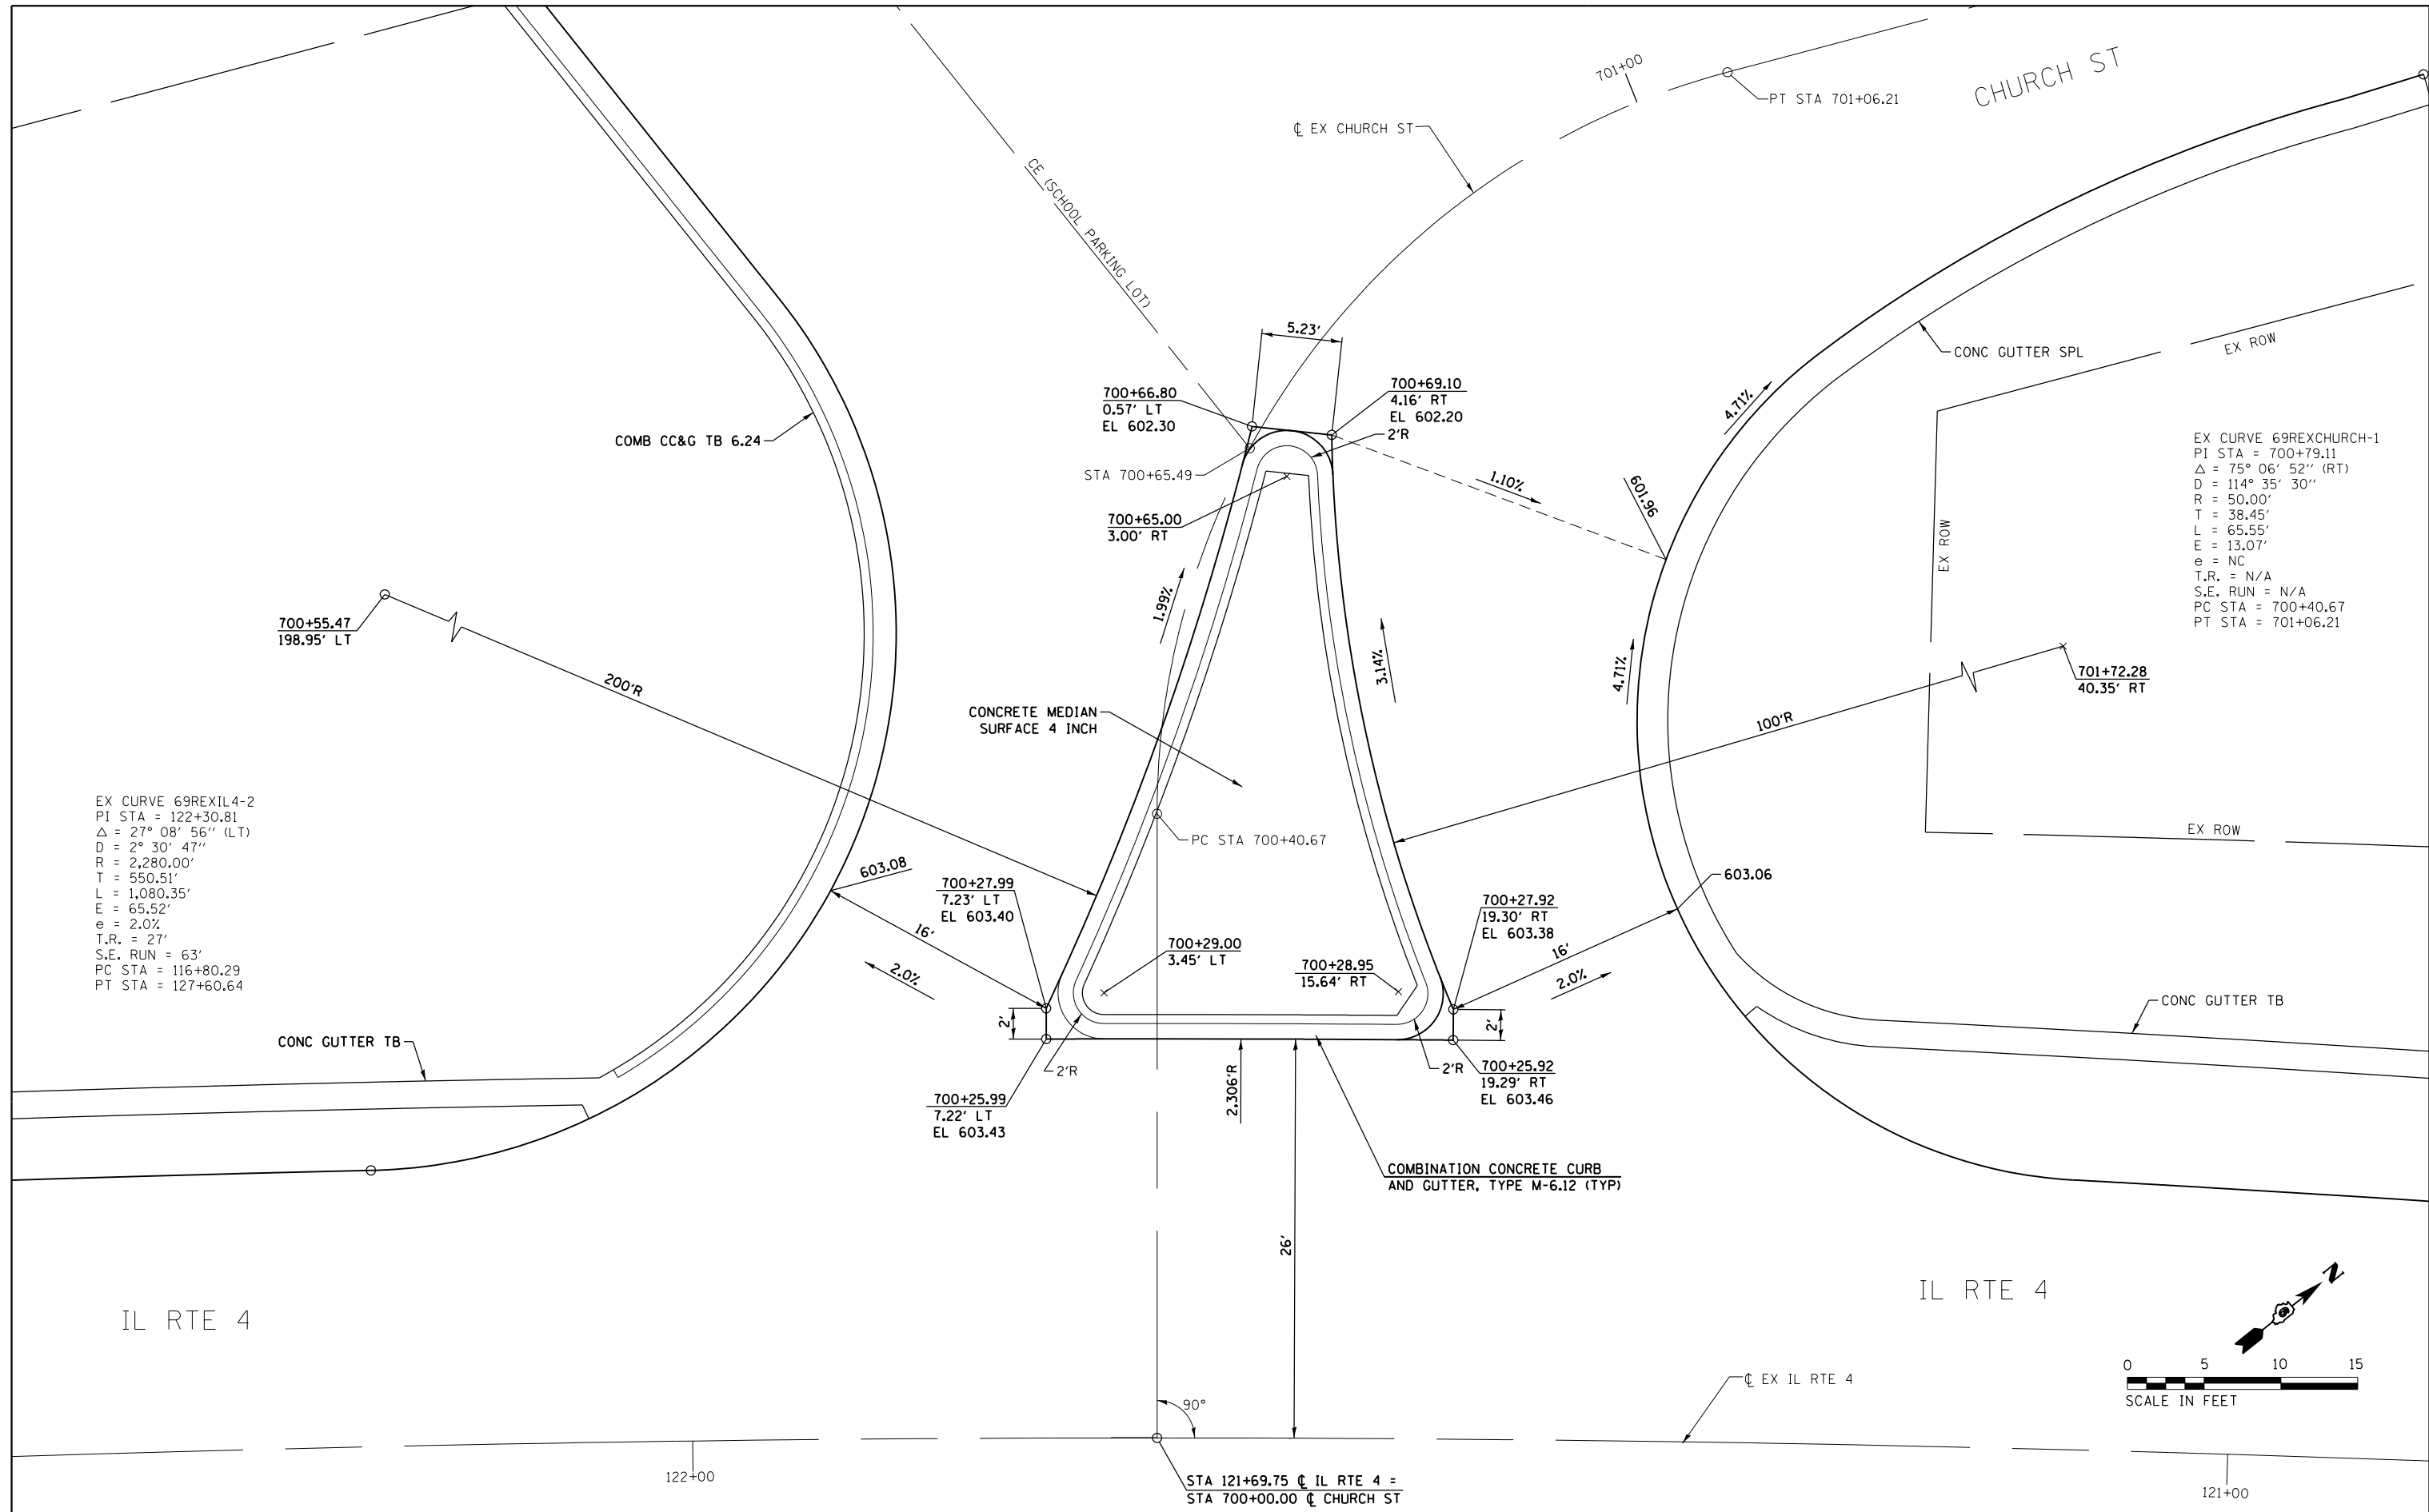 701+00
PT STA 701+06.21
CHURCH ST
℄ EX CHURCH ST
CE (SCHOOL PARKING LOT)
5.23'
CONC GUTTER SPL
EX ROW
700+66.80
0.57' LT
EL 602.30
700+69.10
4.16' RT
EL 602.20
2'R
4.71%
COMB CC&G TB 6.24
STA 700+65.49
1.10%
601.96
700+65.00
3.00' RT
EX ROW
EX CURVE 69REXCHURCH-1
PI STA = 700+79.11
△ = 75° 06' 52'' (RT)
D = 114° 35' 30''
R = 50.00'
T = 38.45'
L = 65.55'
E = 13.07'
e = NC
T.R. = N/A
S.E. RUN = N/A
PC STA = 700+40.67
PT STA = 701+06.21
1.99%
700+55.47
198.95' LT
200'R
3.14%
4.71%
701+72.28
40.35' RT
100'R
CONCRETE MEDIAN
SURFACE 4 INCH
EX CURVE 69REXIL4-2
PI STA = 122+30.81
△ = 27° 08' 56'' (LT)
D = 2° 30' 47''
R = 2,280.00'
T = 550.51'
L = 1,080.35'
E = 65.52'
e = 2.0%
T.R. = 27'
S.E. RUN = 63'
PC STA = 116+80.29
PT STA = 127+60.64
PC STA 700+40.67
EX ROW
603.08
603.06
700+27.99
7.23' LT
EL 603.40
700+27.92
19.30' RT
EL 603.38
16'
16'
700+29.00
3.45' LT
700+28.95
15.64' RT
2.0%
2.0%
CONC GUTTER TB
CONC GUTTER TB
2'
2'
2'R
2'R
2.306'R
700+25.99
7.22' LT
EL 603.43
700+25.92
19.29' RT
EL 603.46
COMBINATION CONCRETE CURB
AND GUTTER, TYPE M-6.12 (TYP)
26'
IL RTE 4
IL RTE 4
N
0 5 10 15
SCALE IN FEET
℄ EX IL RTE 4
90°
122+00
STA 121+69.75 ℄ IL RTE 4 =
STA 700+00.00 ℄ CHURCH ST
121+00